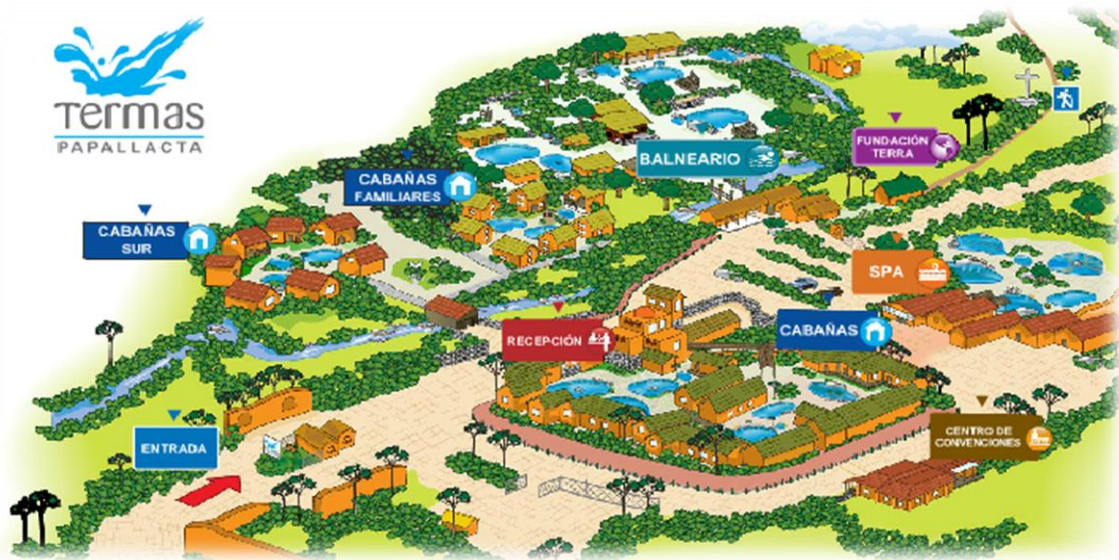 Termas
PAPALLACTA
BALNEARIO
FUNDACIÓN
TERRA
CABAÑAS
FAMILIARES
CABAÑAS
SUR
SPA
RECEPCIÓN
CABAÑAS
ENTRADA
CENTRO DE
CONVENCIONES